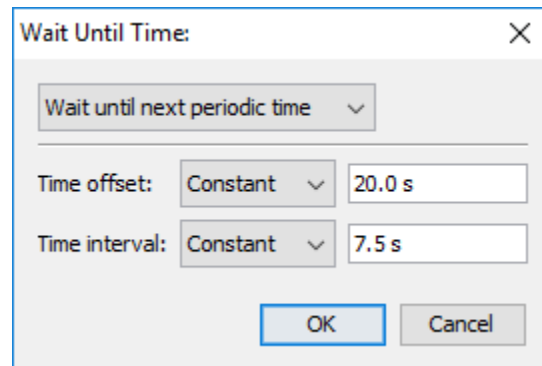 Wait Until Time:
Wait until next periodic time
Time offset: Constant 20.0 s
Time interval: Constant 7.5 s
OK Cancel